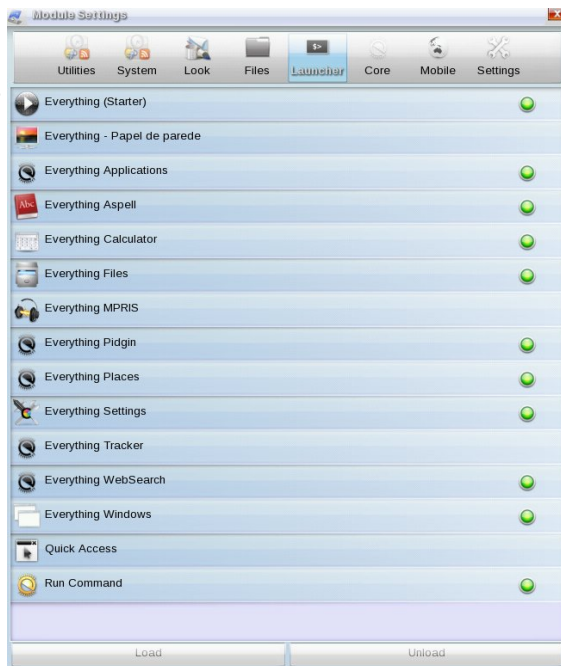 Module Settings
Utilities System Look Files Launcher Core Mobile Settings
$>
Everything (Starter)
Everything - Papel de parede
Everything Applications
Abc
Everything Aspell
Everything Calculator
Everything Files
Everything MPRIS
Everything Pidgin
Everything Places
Everything Settings
Everything Tracker
Everything WebSearch
Everything Windows
Quick Access
Run Command
Load Unload